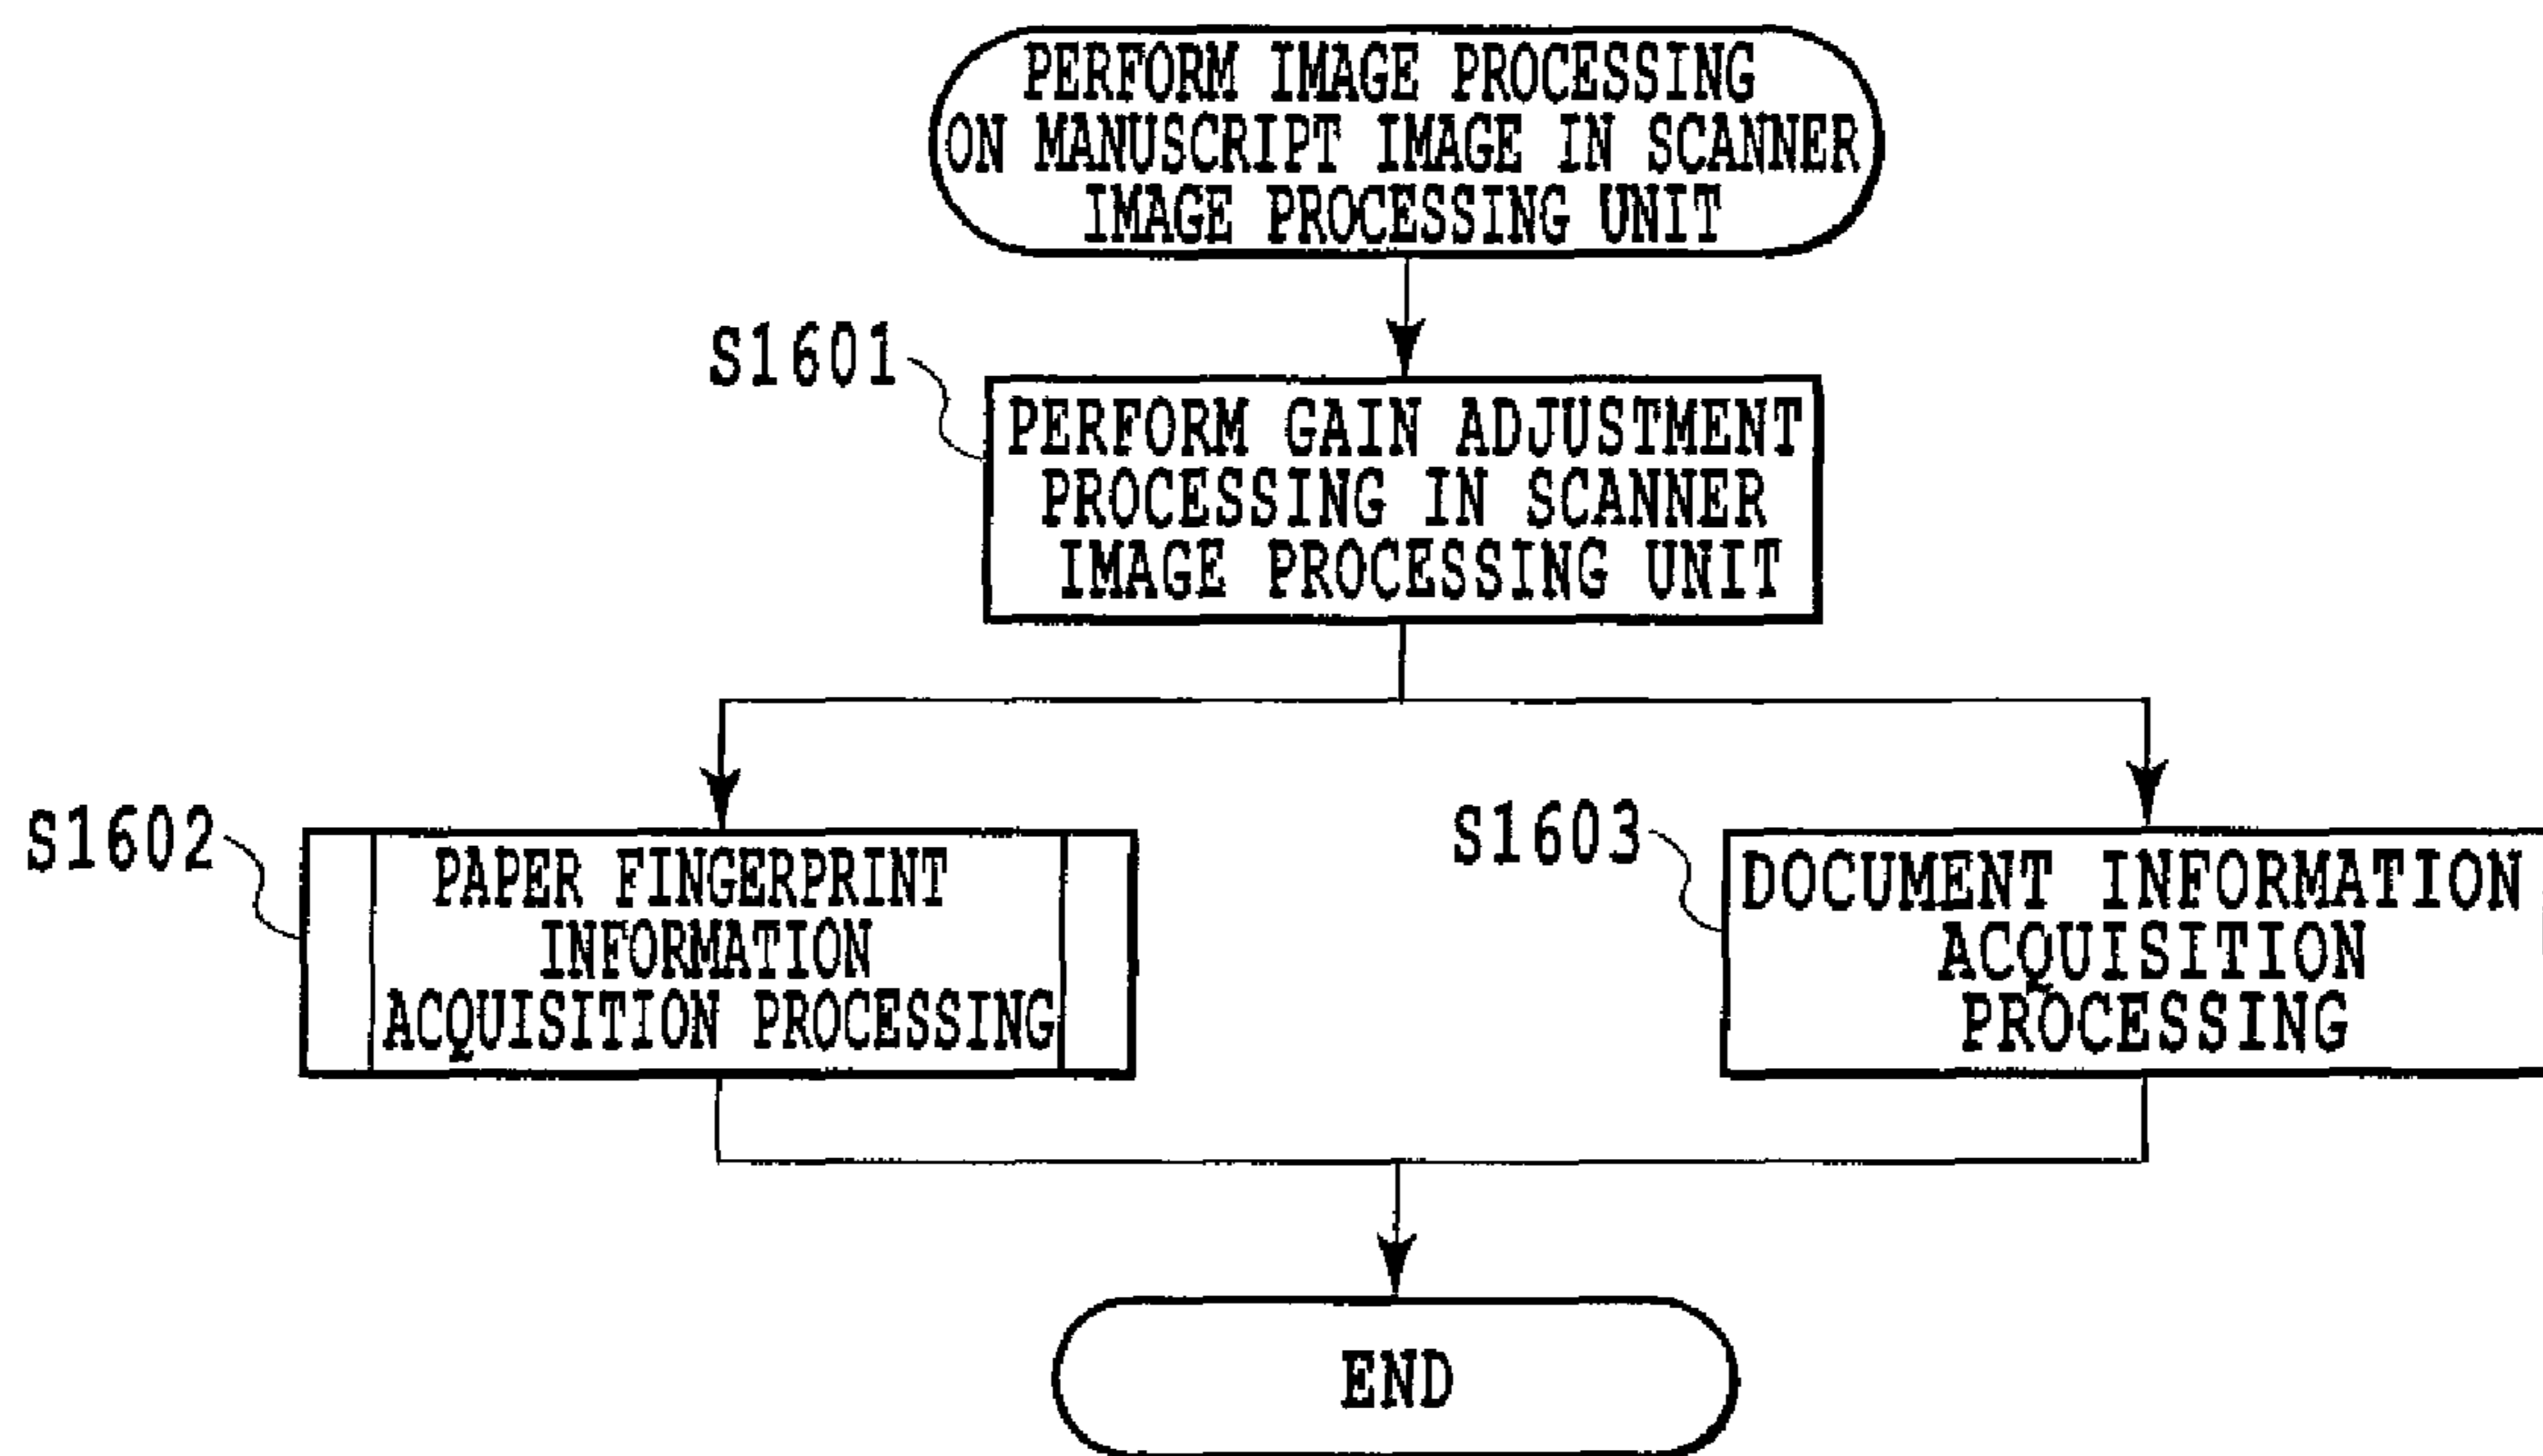 PERFORM IMAGE PROCESSING
ON MANUSCRIPT IMAGE IN SCANNER
IMAGE PROCESSING UNIT
S1601
PERFORM GAIN ADJUSTMENT
PROCESSING IN SCANNER
IMAGE PROCESSING UNIT
S1602
PAPER FINGERPRINT
INFORMATION
ACQUISITION PROCESSING
S1603
DOCUMENT INFORMATION
ACQUISITION
PROCESSING
END